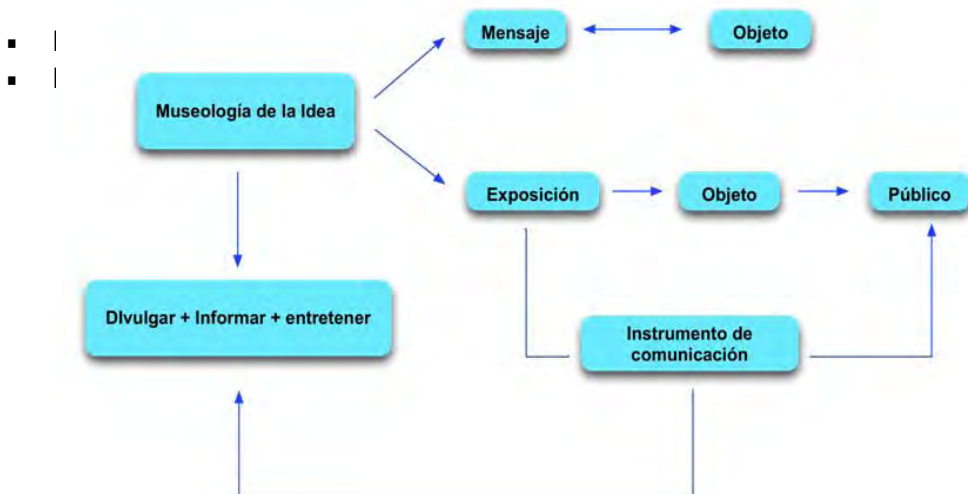 Mensaje
Objeto
Museología de la Idea
Exposición
Objeto
Público
DIvulgar + Informar + entretener
Instrumento de
comunicación